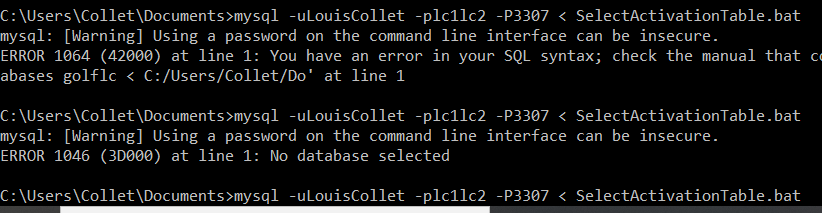 C:\Users\Collet\Documents>mysql -uLouisCollet -plc1lc2 -P3307 < SelectActivationTable.bat
mysql: [Warning] Using a password on the command line interface can be insecure.
ERROR 1064 (42000) at line 1: You have an error in your SQL syntax; check the manual that
abases golflc < C:/Users/Collet/Do' at line 1
C:\Users\Collet\Documents>mysql -uLouisCollet -plc1lc2 -P3307 < SelectActivationTable.bat
mysql: [Warning] Using a password on the command line interface can be insecure.
ERROR 1046 (3D000) at line 1: No database selected
C:\Users\Collet\Documents>mysql -uLouisCollet -plc1lc2 -P3307 < SelectActivationTable.bat